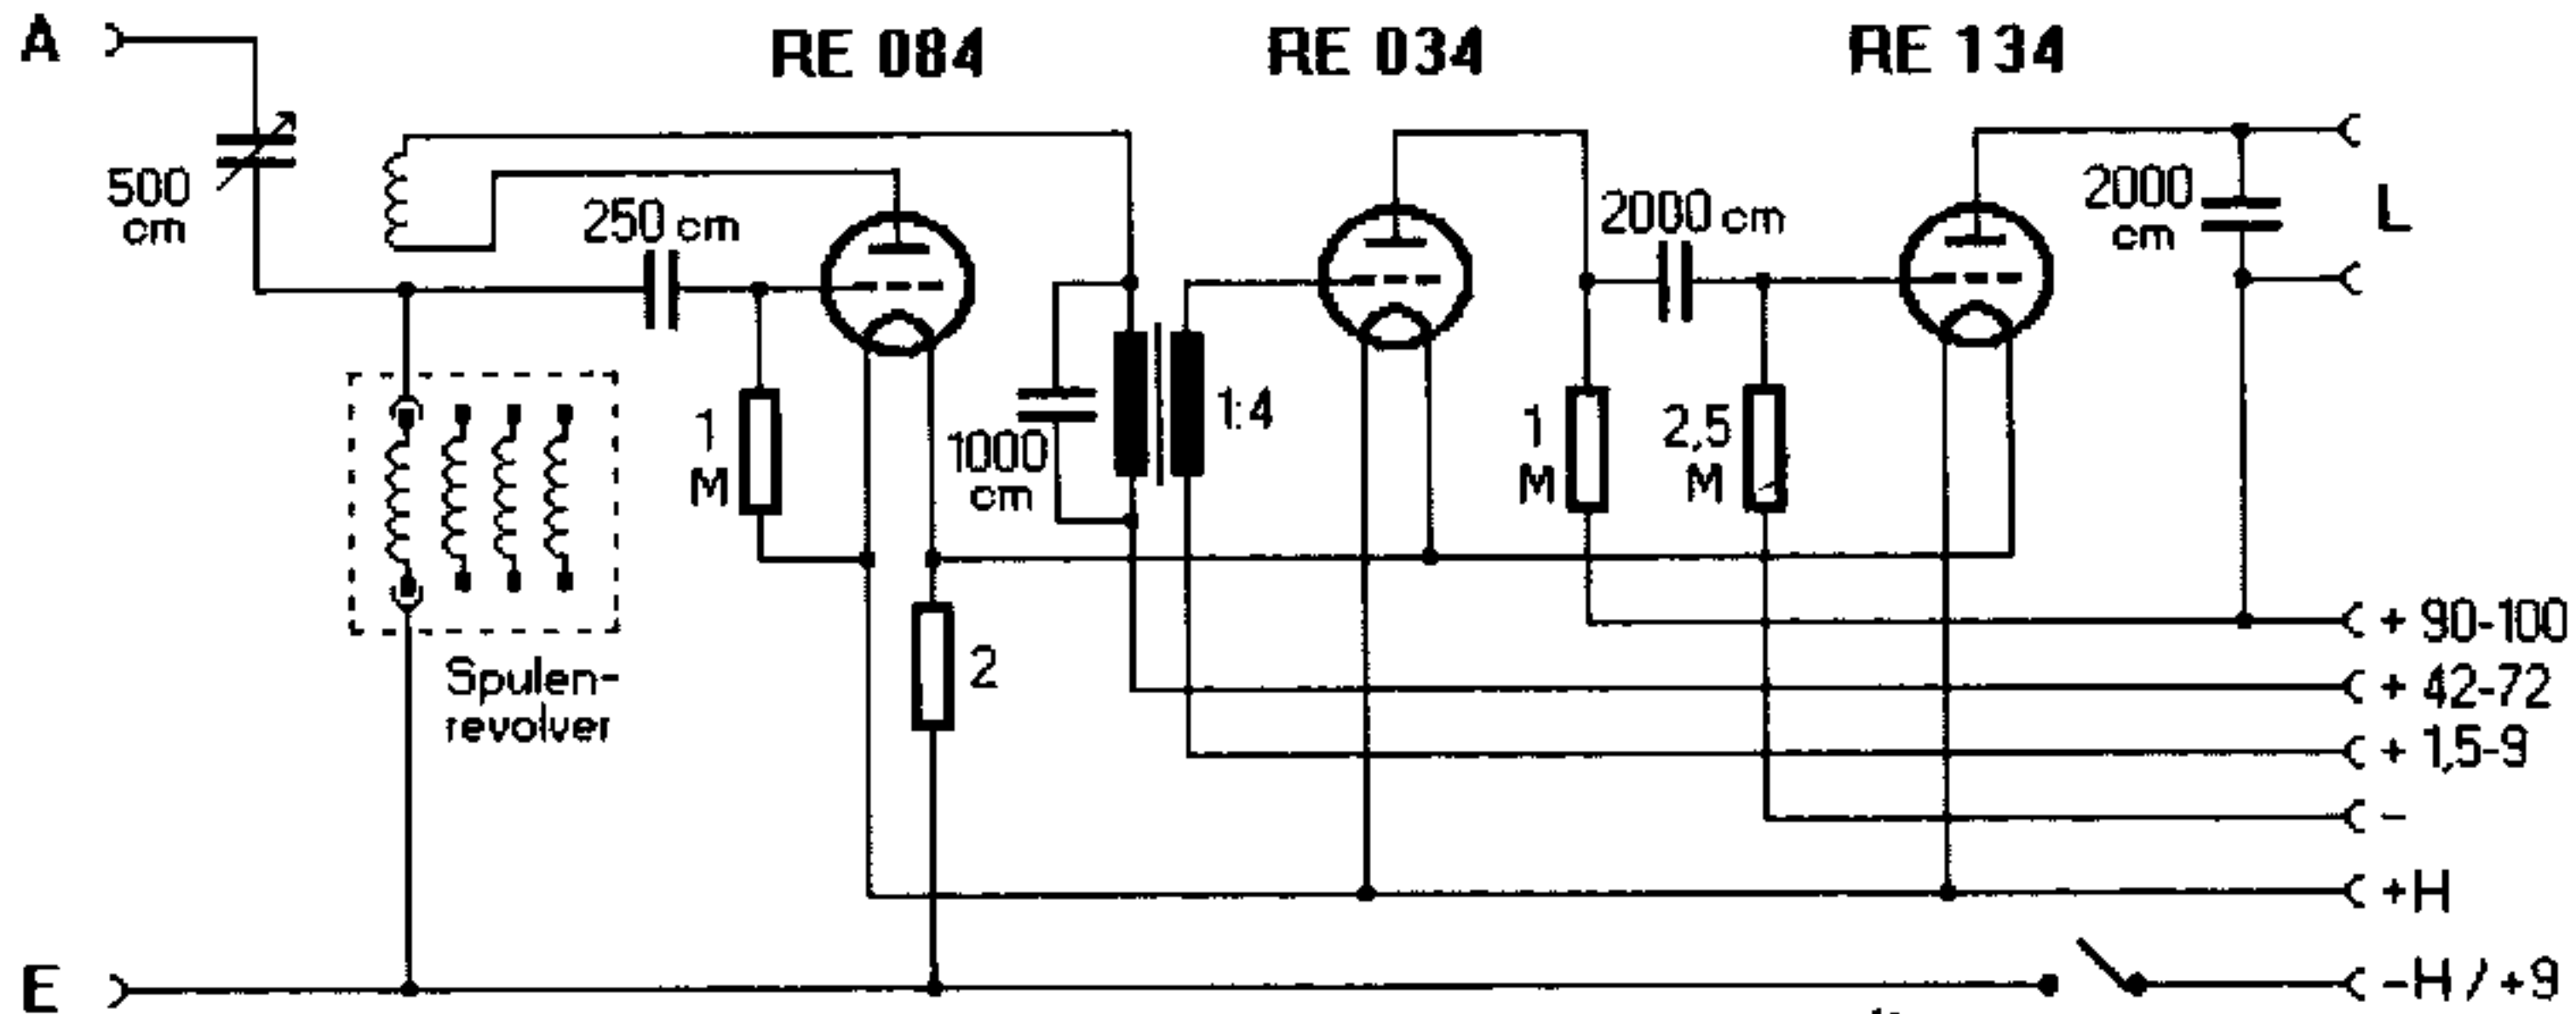 A
RE 084
RE 034
RE 134
500
cm
250 cm
2000 cm
2000
cm
L
1
M
1000
cm
1:4
1
M
2,5
M
Spulen-
revolver
2
+ 90-100
+ 42-72
+ 1,5-9
-
+H
E
-H / +9